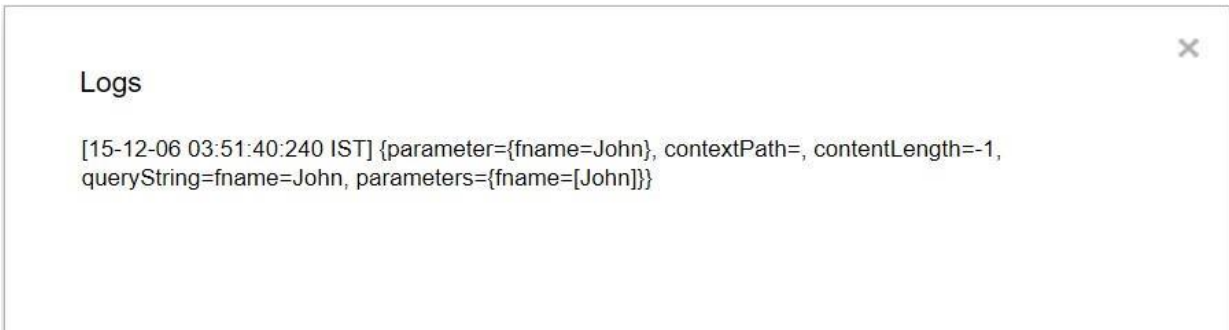 Logs
[15-12-06 03:51:40:240 IST] {parameter={fname=John}, contextPath=, contentLength=-1,
queryString=fname=John, parameters={fname=[John]}}